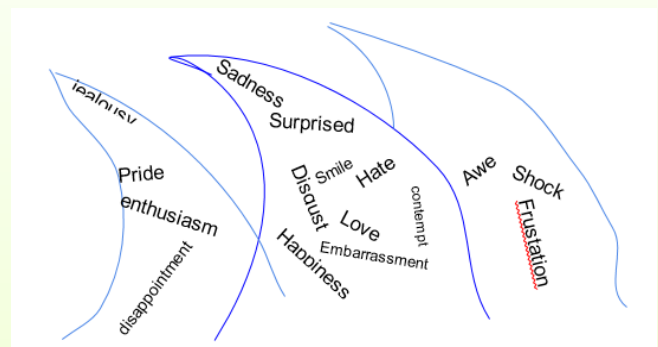 jealousy
Pride
enthusiasm
disappointment
Sadness
Surprised
Disgust
Smile
Hate
Love
contempt
Embarrassment
Happiness
Awe
Shock
Frustation